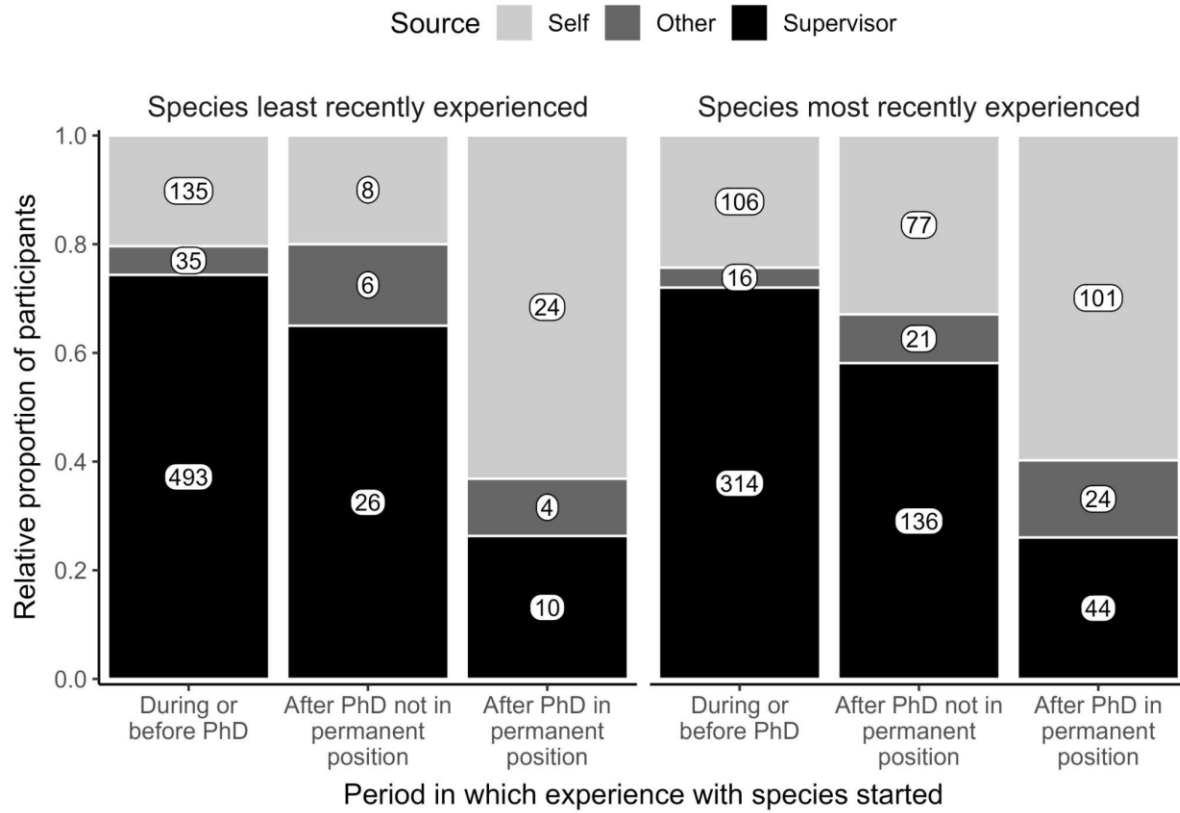 Source Self Other Supervisor
Species least recently experienced
Species most recently experienced
Relative proportion of participants
1.0
0.8
0.6
0.4
0.2
0.0
135
35
493
8
6
26
24
4
10
106
16
314
77
21
136
101
24
44
During or
before PhD
After PhD not in
permanent
position
After PhD in
permanent
position
During or
before PhD
After PhD not in
permanent
position
After PhD in
permanent
position
Period in which experience with species started